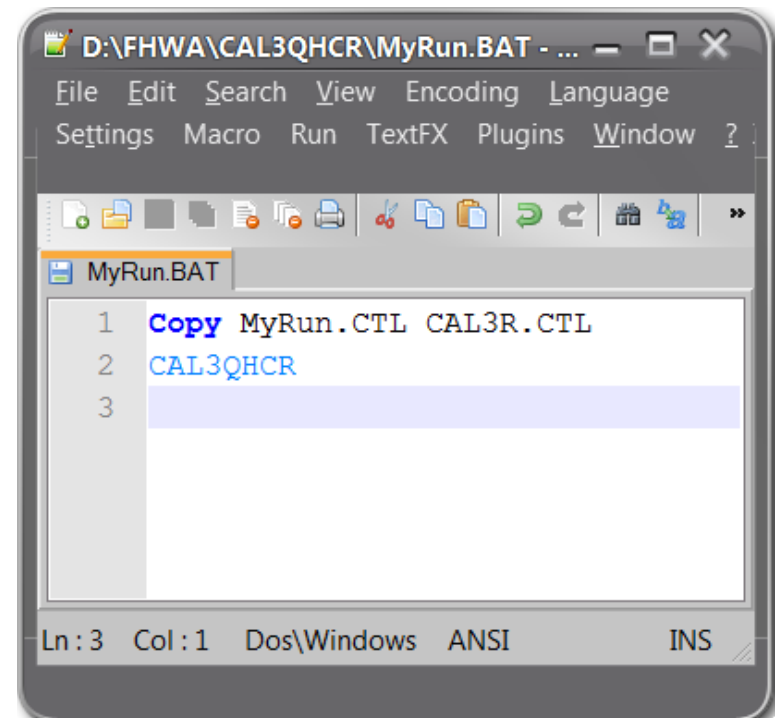 D:\FHWA\CAL3QHCR\MyRun.BAT - ...
File Edit Search View Encoding Language
Settings Macro Run TextFX Plugins Window ?
MyRun.BAT
1 Copy MyRun.CTL CAL3R.CTL
2 CAL3QHCR
3
Ln : 3 Col : 1 Dos\Windows ANSI INS